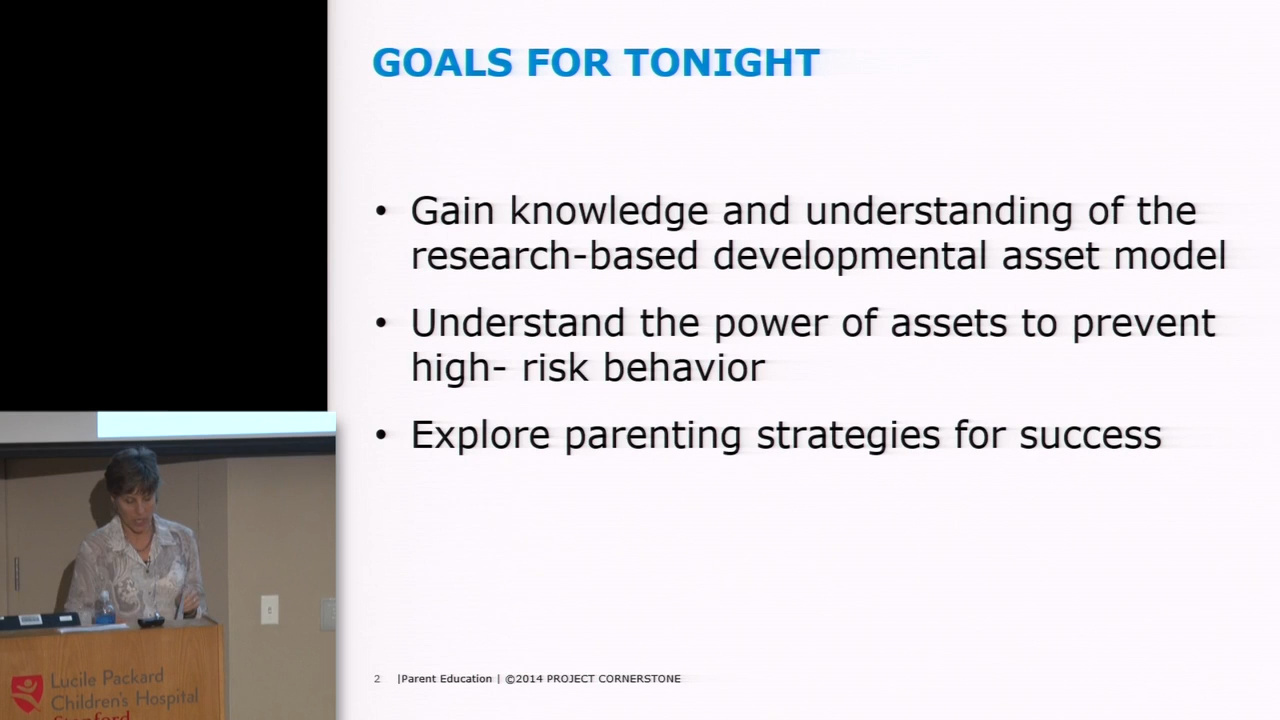 GOALS FOR TONIGHT
• Gain knowledge and understanding of the
research-based developmental asset model
• Understand the power of assets to prevent
high- risk behavior
• Explore parenting strategies for success
2 |Parent Education | ©2014 PROJECT CORNERSTONE
Lucile Packard
Children's Hospital
Stanford